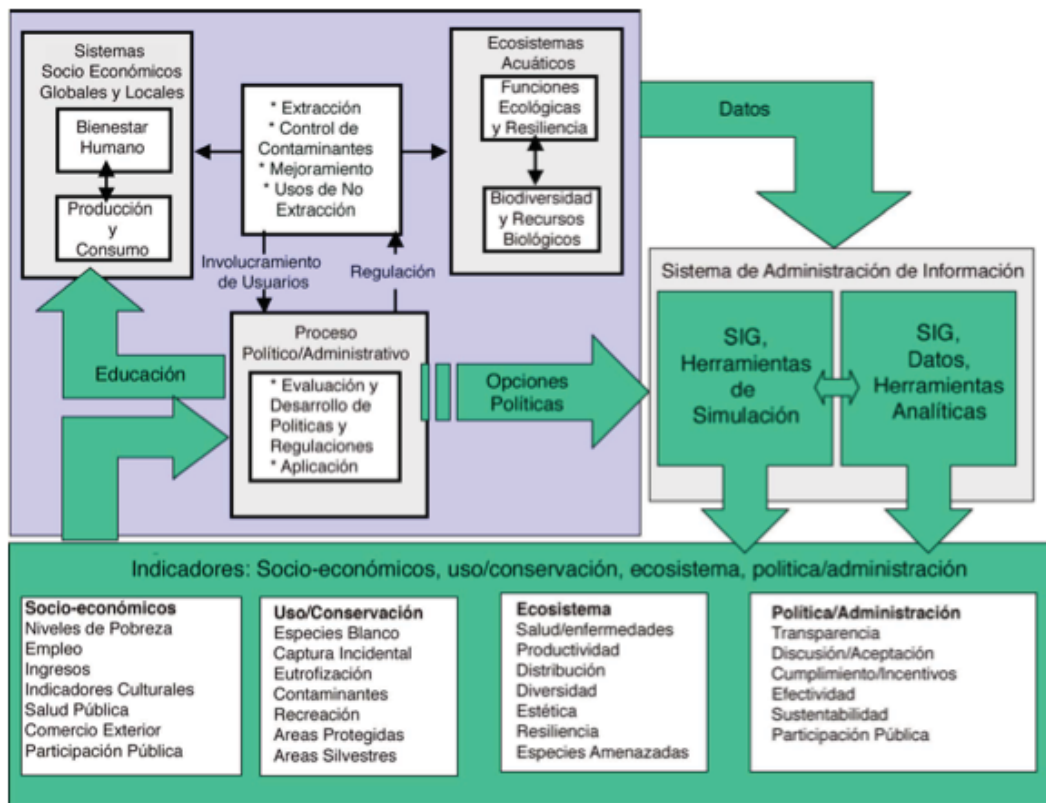 Sistemas
Socio Económicos
Globales y Locales
Bienestar
Humano
Producción
y
Consumo
* Extracción
* Control de
Contaminantes
* Mejoramiento
* Usos de No
Extracción
Ecosistemas
Acuáticos
Funciones
Ecológicas
y Resiliencia
Biodiversidad
y Recursos
Biológicos
Datos
Involucramiento
de Usuarios
Regulación
Sistema de Administración de Información
SIG,
Herramientas
de
Simulación
SIG,
Datos,
Herramientas
Analíticas
Educación
Proceso
Político/Administrativo
* Evaluación y
Desarrollo de
Politicas y
Regulaciones
* Aplicación
Opciones
Políticas
Indicadores: Socio-económicos, uso/conservación, ecosistema, politica/administración
Socio-económicos
Niveles de Pobreza
Empleo
Ingresos
Indicadores Culturales
Salud Pública
Comercio Exterior
Participación Pública
Uso/Conservación
Especies Blanco
Captura Incidental
Eutrofización
Contaminantes
Recreación
Areas Protegidas
Areas Silvestres
Ecosistema
Salud/enfermedades
Productividad
Distribución
Diversidad
Estética
Resiliencia
Especies Amenazadas
Política/Administración
Transparencia
Discusión/Aceptación
Cumplimiento/Incentivos
Efectividad
Sustentabilidad
Participación Pública